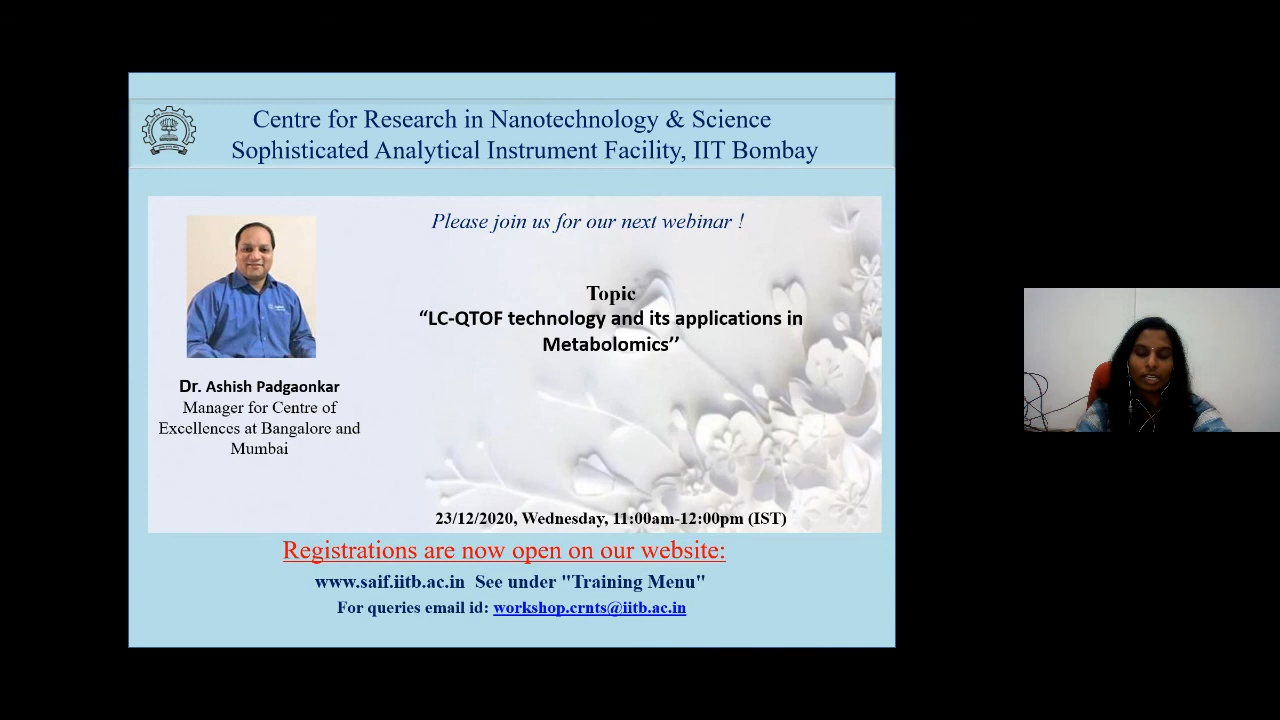 Centre for Research in Nanotechnology & Science
Sophisticated Analytical Instrument Facility, IIT Bombay
Please join us for our next webinar !
Topic
“LC-QTOF technology and its applications in
Metabolomics’’
Dr. Ashish Padgaonkar
Manager for Centre of
Excellences at Bangalore and
Mumbai
23/12/2020, Wednesday, 11:00am-12:00pm (IST)
Registrations are now open on our website:
www.saif.iitb.ac.in See under "Training Menu"
For queries email id: workshop.crnts@iitb.ac.in